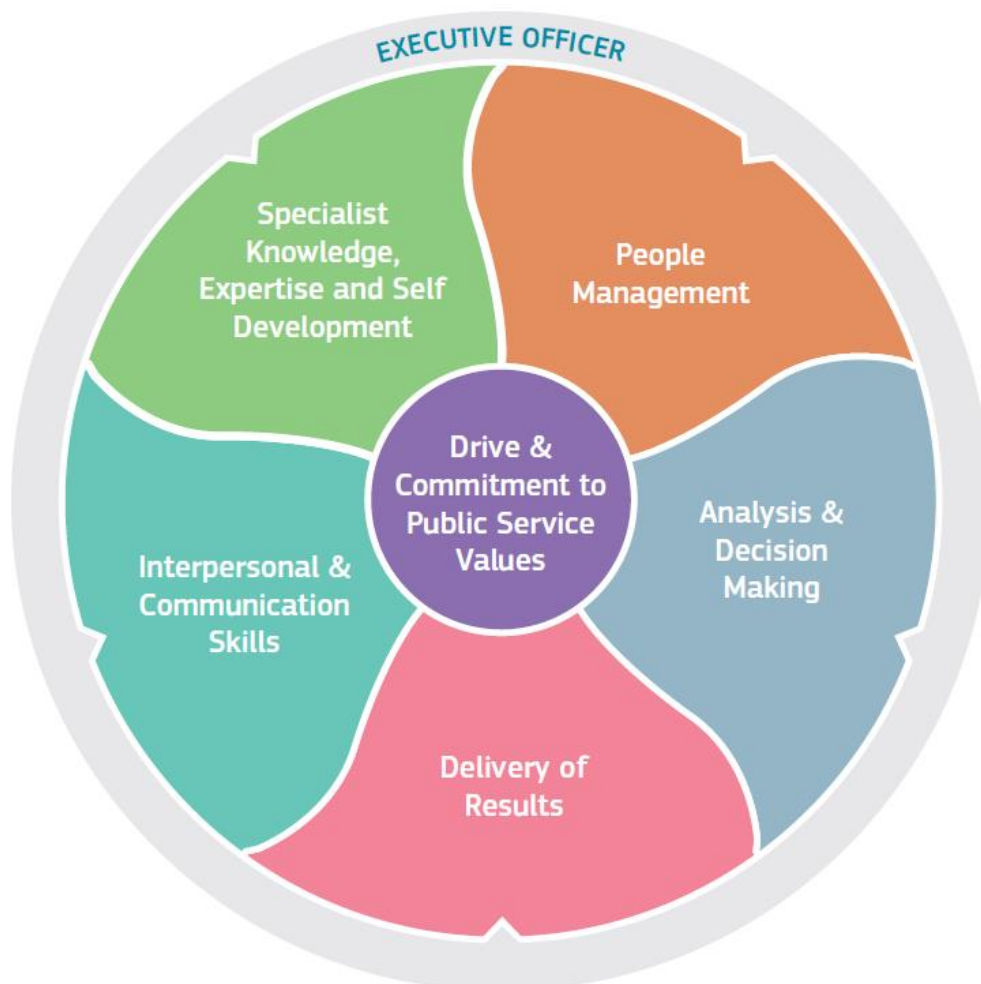 EXECUTIVE OFFICER
Specialist
Knowledge,
Expertise and Self
Development
People
Management
Drive &
Commitment to
Public Service
Values
Analysis &
Decision
Making
Interpersonal &
Communication
Skills
Delivery of
Results